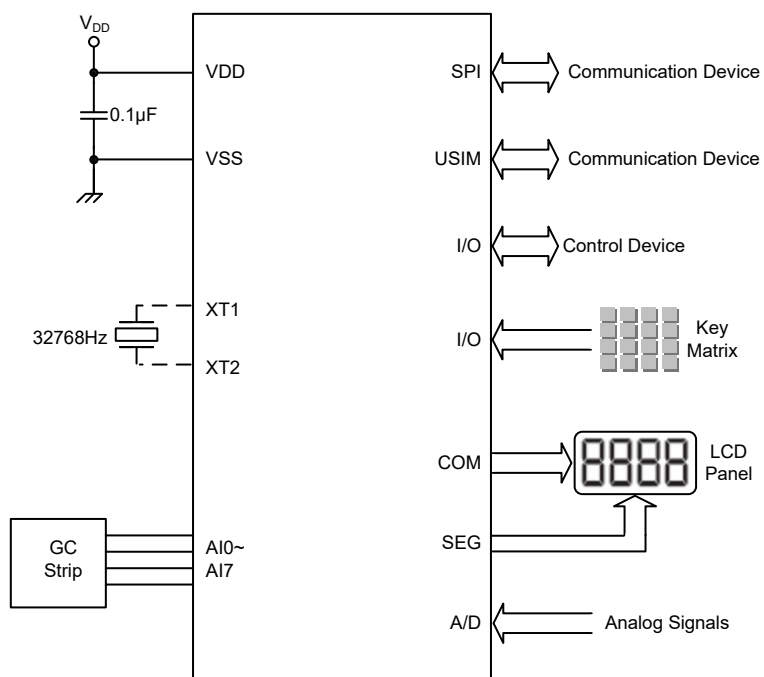 VDD
VDD
0.1µF
VSS
XT1
32768Hz
XT2
GC
Strip
AI0~
AI7
SPI
Communication Device
USIM
Communication Device
I/O
Control Device
I/O
Key
Matrix
COM
8888
LCD
Panel
SEG
A/D
Analog Signals